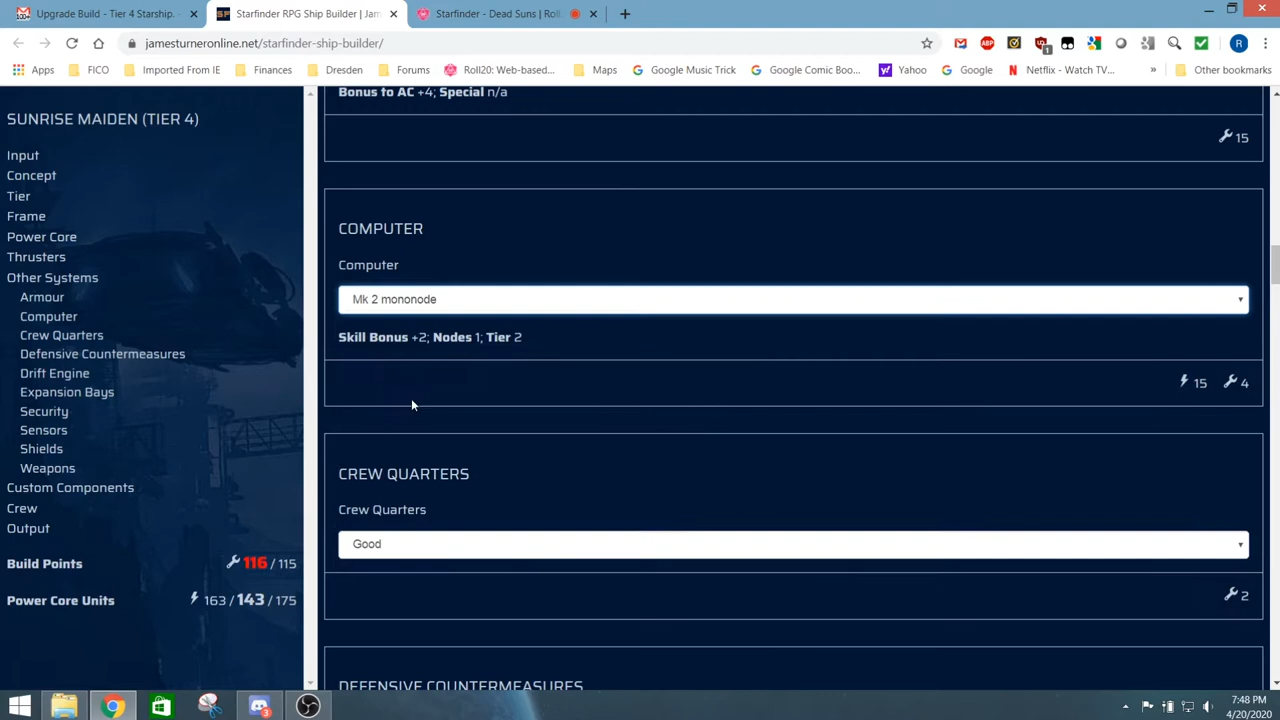 Upgrade Build - Tier 4 Starship.
Starfinder RPG Ship Builder | Jam
Starfinder - Dead Suns | Roll
jamesturneronline.net/starfinder-ship-builder/
Apps FICO Imported From IE Finances Dresden Forums Roll20: Web-based... Maps Google Music Trick Google Comic Boo... Yahoo Google Netflix - Watch TV... » Other bookmarks
SUNRISE MAIDEN (TIER 4)
Input
Concept
Tier
Frame
Power Core
Thrusters
Other Systems
Armour
Computer
Crew Quarters
Defensive Countermeasures
Drift Engine
Expansion Bays
Security
Sensors
Shields
Weapons
Custom Components
Crew
Output
Build Points 116 / 115
Power Core Units 163 / 143 / 175
Bonus to AC +4; Special n/a
15
COMPUTER
Computer
Mk 2 mononode
Skill Bonus +2; Nodes 1; Tier 2
15 4
CREW QUARTERS
Crew Quarters
Good
2
DEFENSIVE COUNTERMEASURES
7:48 PM
4/20/2020